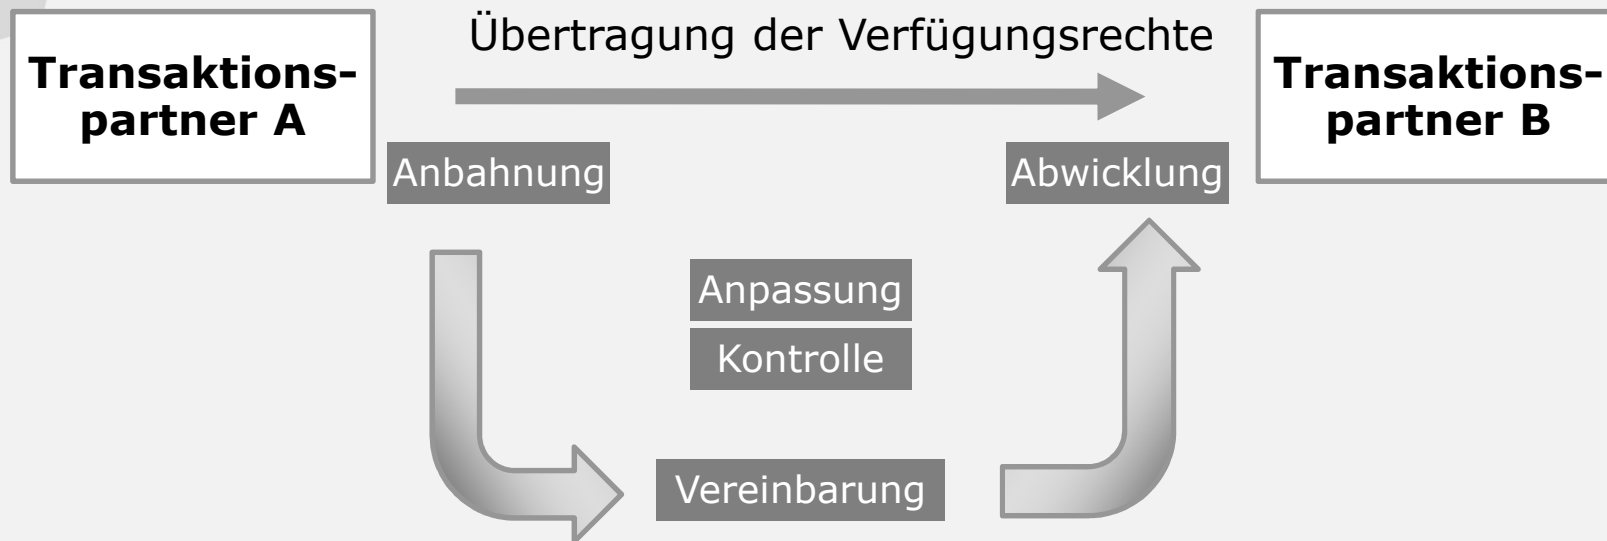 Übertragung der Verfügungsrechte
Transaktions-
partner A
Transaktions-
partner B
Anbahnung
Abwicklung
Anpassung
Kontrolle
Vereinbarung